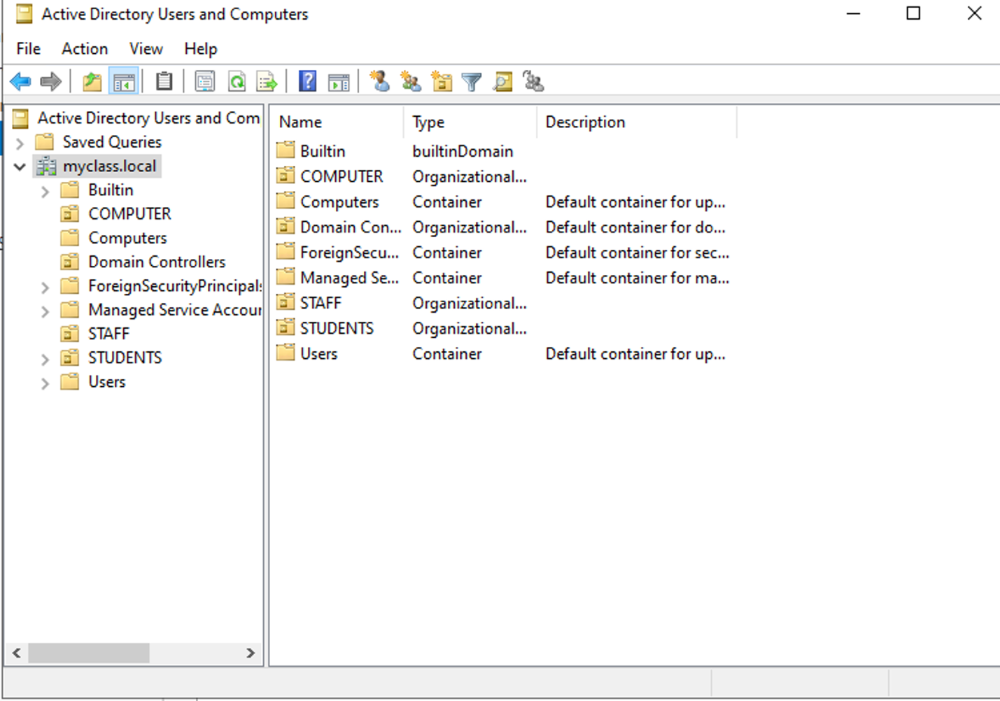 Active Directory Users and Computers
File Action View Help
Active Directory Users and Com
Saved Queries
myclass.local
Builtin
COMPUTER
Computers
Domain Controllers
ForeignSecurityPrincipals
Managed Service Accour
STAFF
STUDENTS
Users
Name Type Description
Builtin builtinDomain
COMPUTER Organizational...
Computers Container Default container for up...
Domain Con... Organizational... Default container for do...
ForeignSecu... Container Default container for sec...
Managed Se... Container Default container for ma...
STAFF Organizational...
STUDENTS Organizational...
Users Container Default container for up...